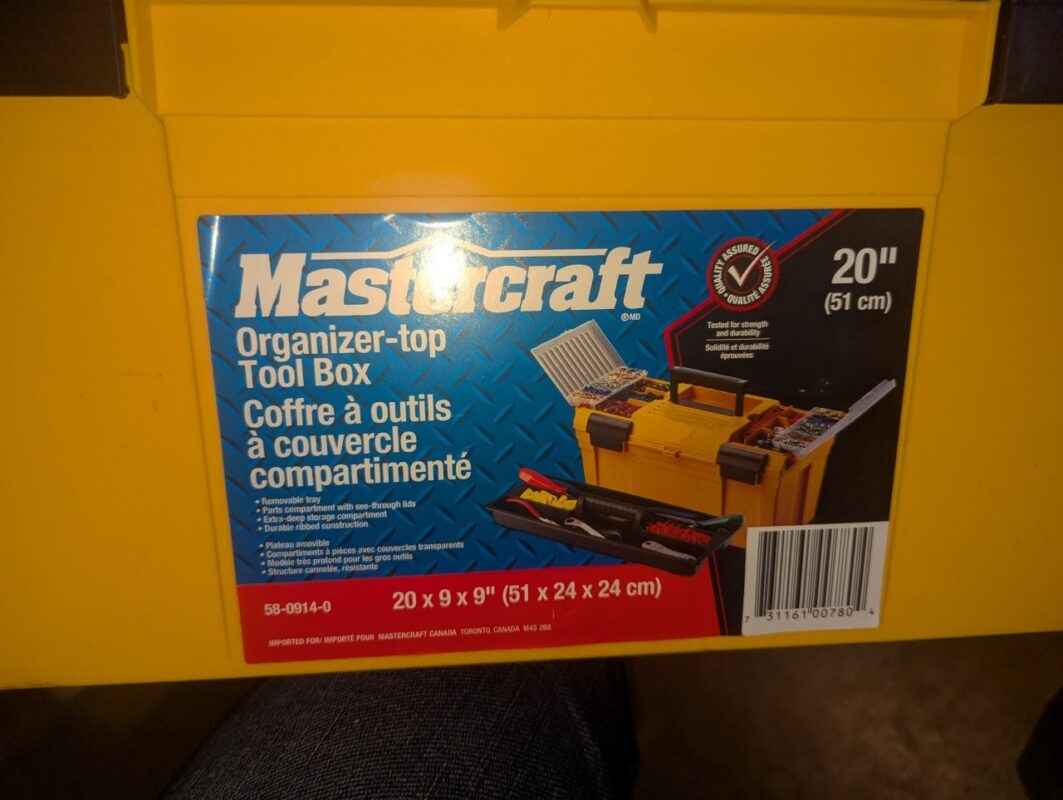 Mastercraft
®MD
Organizer-top
Tool Box
Coffre à outils
à couvercle
compartimenté
• Removable tray
• Parts compartment with see-through lids
• Extra-deep storage compartment
• Durable ribbed construction
• Plateau amovible
• Compartiments à pièces avec couvercles transparents
• Modèle très profond pour les gros outils
• Structure cannelée, résistante
QUALITY ASSURED
QUALITÉ ASSURÉE
Tested for strength
and durability
Solidité et durabilité
éprouvées
20"
(51 cm)
58-0914-0
20 x 9 x 9" (51 x 24 x 24 cm)
IMPORTED FOR/ IMPORTÉ POUR MASTERCRAFT CANADA TORONTO, CANADA M4S 2B8
7 31161 00780 4